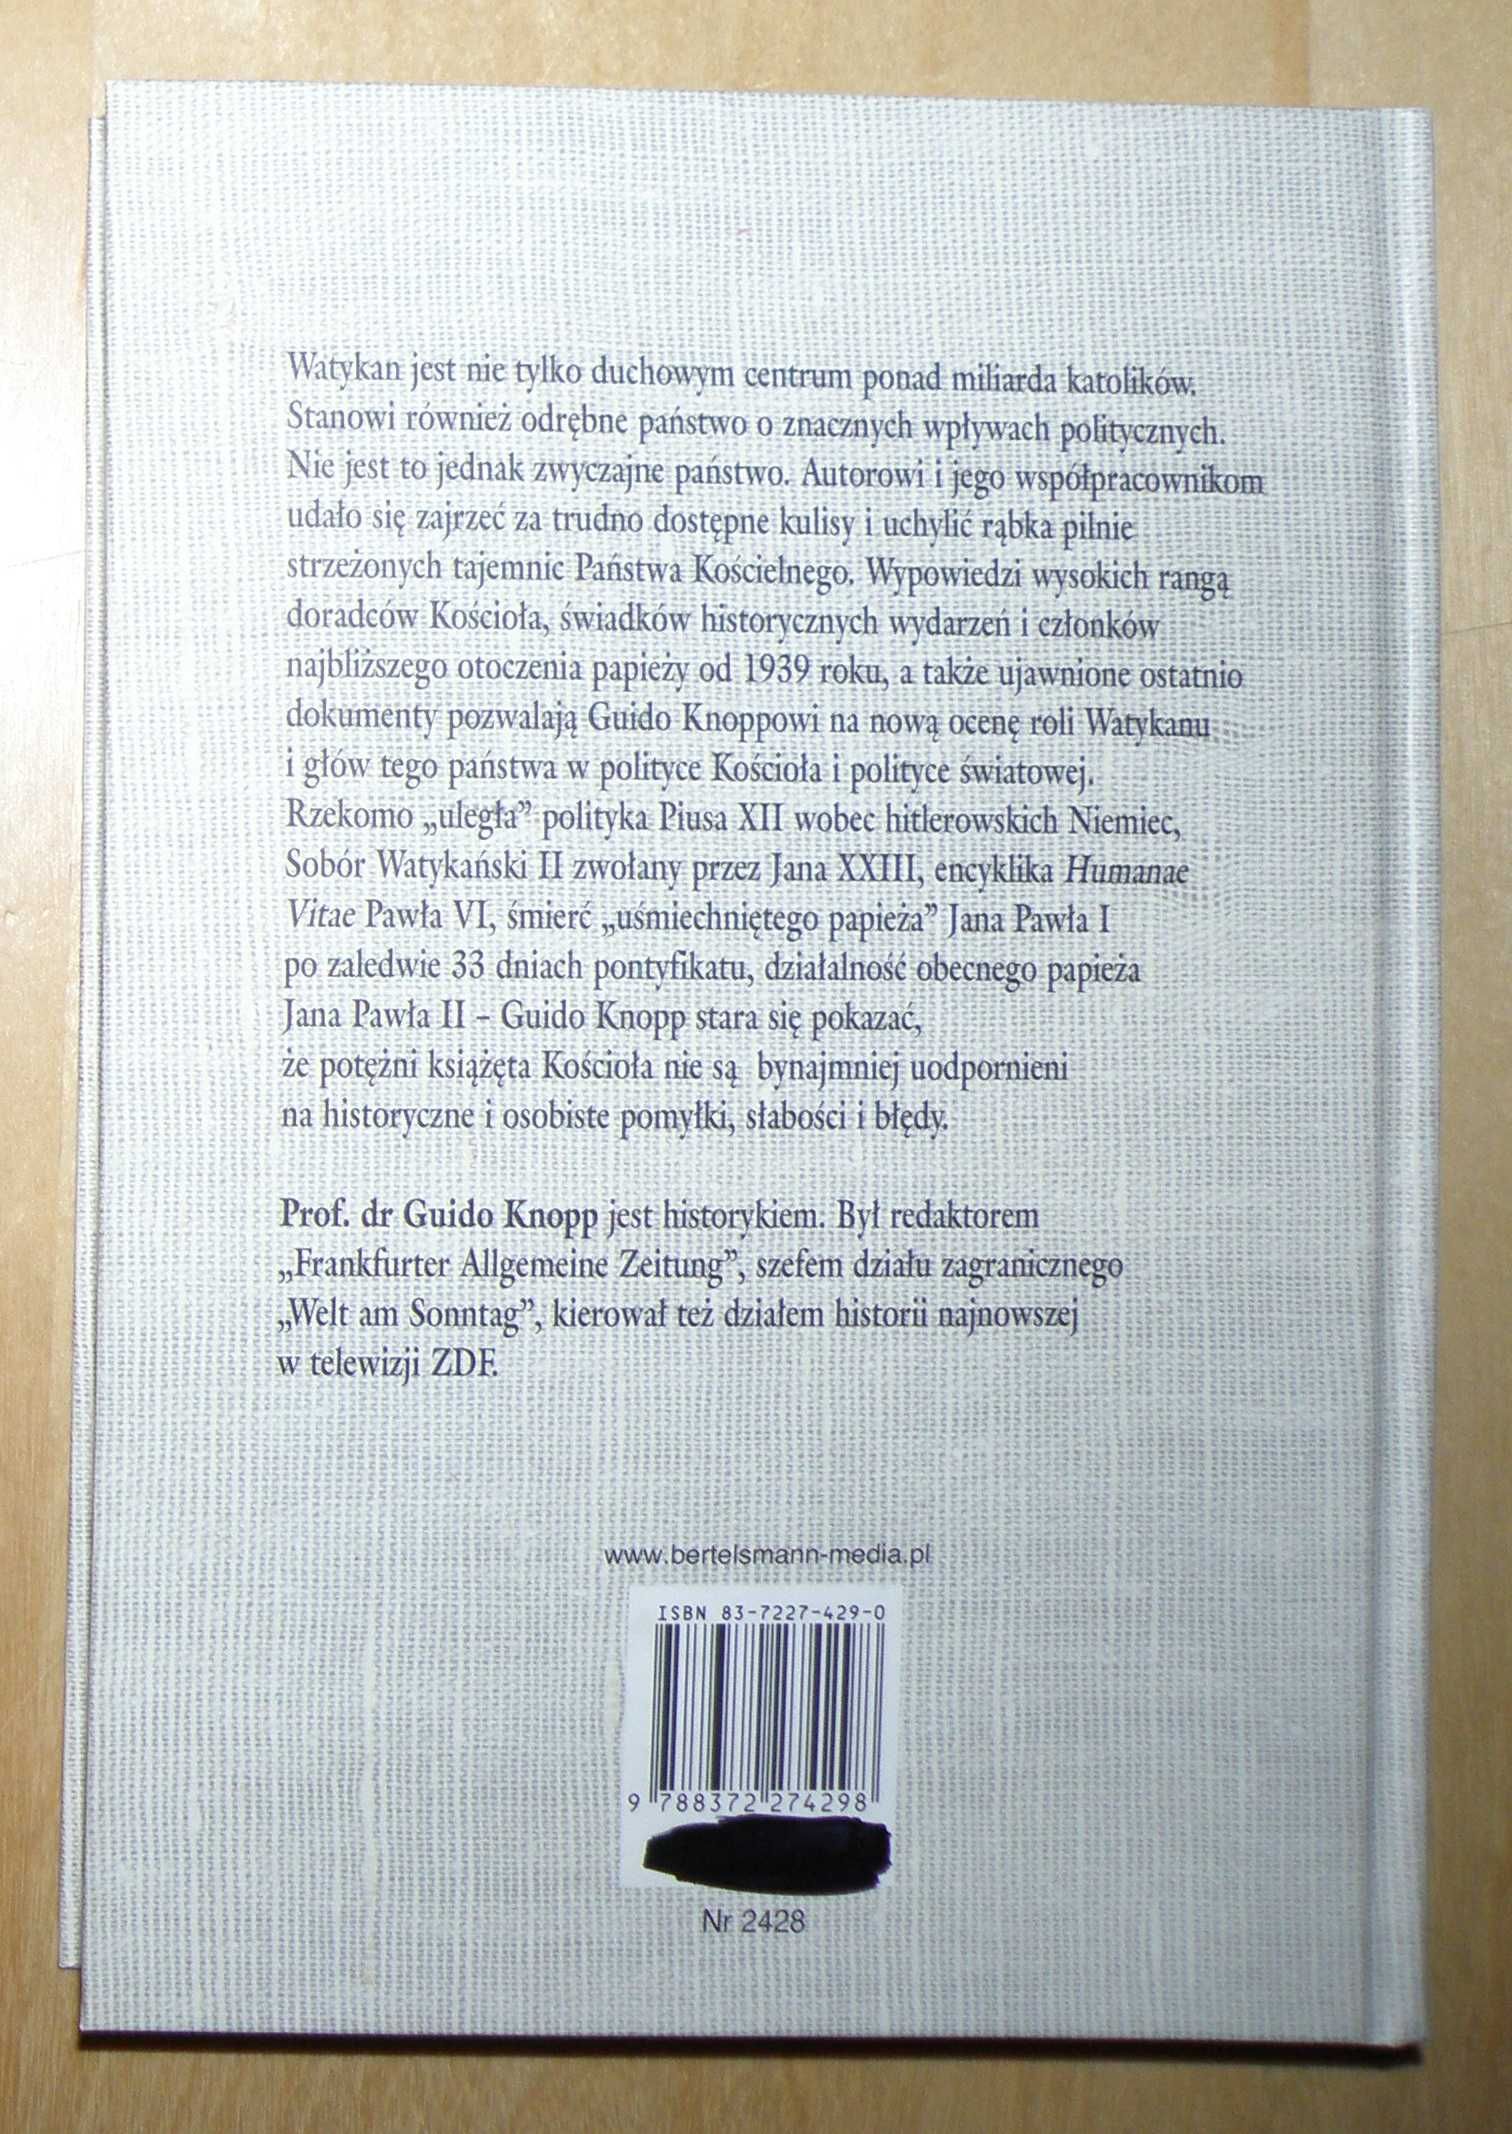 Watykan jest nie tylko duchowym centrum ponad miliarda katolików.
Stanowi również odrębne państwo o znacznych wpływach politycznych.
Nie jest to jednak zwyczajne państwo. Autorowi i jego współpracownikom
udało się zajrzeć za trudno dostępne kulisy i uchylić rąbka pilnie
strzeżonych tajemnic Państwa Kościelnego. Wypowiedzi wysokich rangą
doradców Kościoła, świadków historycznych wydarzeń i członków
najbliższego otoczenia papieży od 1939 roku, a także ujawnione ostatnio
dokumenty pozwalają Guido Knoppowi na nową ocenę roli Watykanu
i głów tego państwa w polityce Kościoła i polityce światowej.
Rzekomo „uległa” polityka Piusa XII wobec hitlerowskich Niemiec,
Sobór Watykański II zwołany przez Jana XXIII, encyklika Humanae
Vitae Pawła VI, śmierć „uśmiechniętego papieża” Jana Pawła I
po zaledwie 33 dniach pontyfikatu, działalność obecnego papieża
Jana Pawła II – Guido Knopp stara się pokazać,
że potężni książęta Kościoła nie są bynajmniej uodpornieni
na historyczne i osobiste pomyłki, słabości i błędy.
Prof. dr Guido Knopp jest historykiem. Był redaktorem
„Frankfurter Allgemeine Zeitung”, szefem działu zagranicznego
„Welt am Sonntag”, kierował też działem historii najnowszej
w telewizji ZDF.
www.bertelsmann-media.pl
ISBN 83-7227-429-0
9 788372 274298
Nr 2428